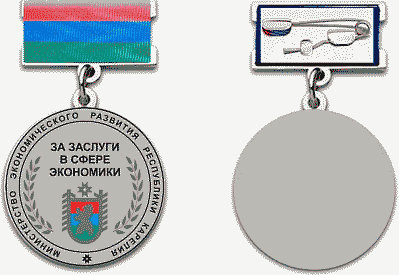 МИНИСТЕРСТВО ЭКОНОМИЧЕСКОГО РАЗВИТИЯ РЕСПУБЛИКИ КАРЕЛИЯ
ЗА ЗАСЛУГИ
В СФЕРЕ
ЭКОНОМИКИ